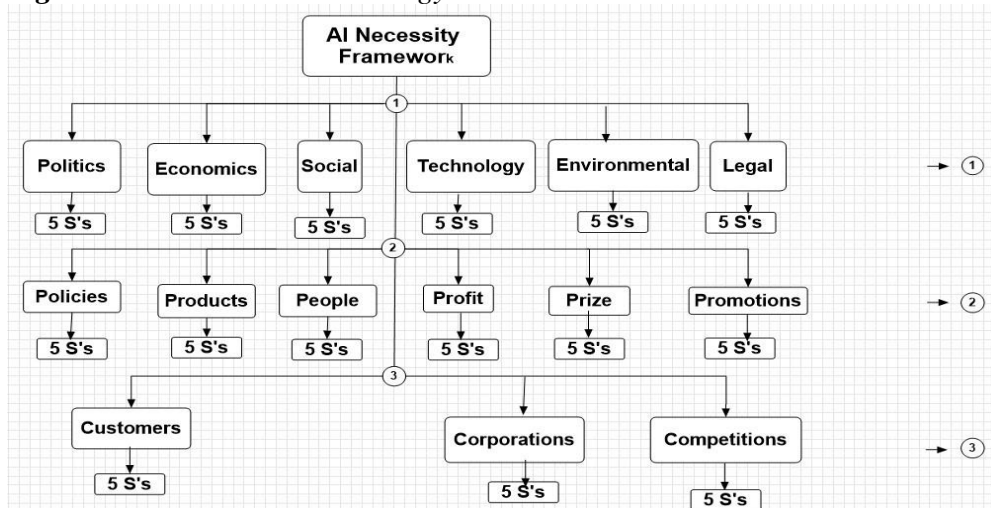 AI Necessity
Framework
1
Politics
Economics
Social
Technology
Environmental
Legal
1
5 S's
5 S's
5 S's
5 S's
5 S's
5 S's
2
Policies
Products
People
Profit
Prize
Promotions
2
5 S's
5 S's
5 S's
5 S's
5 S's
5 S's
3
Customers
Corporations
Competitions
3
5 S's
5 S's
5 S's